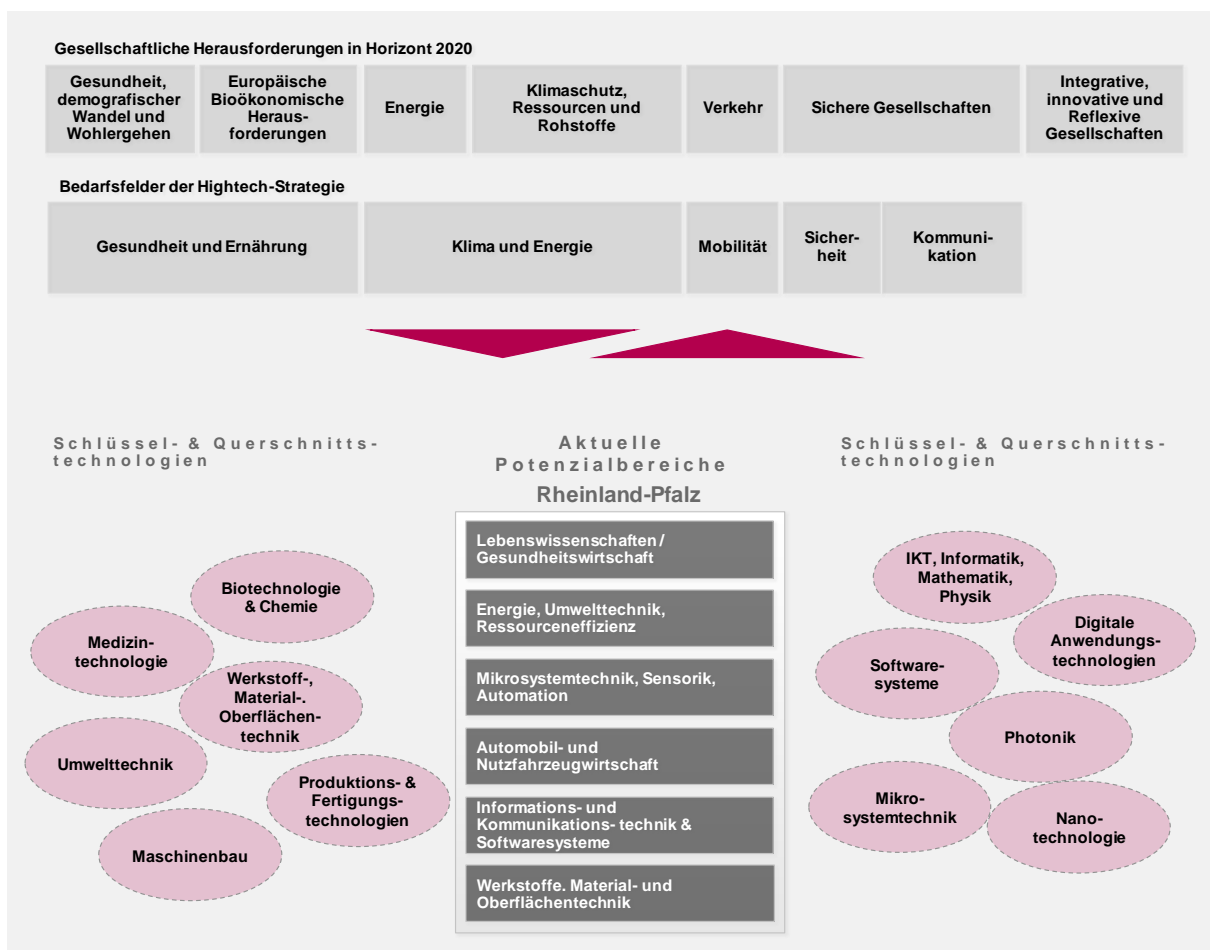 Gesellschaftliche Herausforderungen in Horizont 2020
Gesundheit,
demografischer
Wandel und
Wohlergehen
Europäische
Bioökonomische
Heraus-
forderungen
Energie
Klimaschutz,
Ressourcen und
Rohstoffe
Verkehr
Sichere Gesellschaften
Integrative,
innovative und
Reflexive
Gesellschaften
Bedarfsfelder der Hightech-Strategie
Gesundheit und Ernährung
Klima und Energie
Mobilität
Sicher-
heit
Kommuni-
kation
Schlüssel- & Querschnitts-
technologien
Biotechnologie
& Chemie
Medizin-
technologie
Werkstoff-,
Material-.
Oberflächen-
technik
Umwelttechnik
Produktions- &
Fertigungs-
technologien
Maschinenbau
Aktuelle
Potenzialbereiche
Rheinland-Pfalz
Lebenswissenschaften /
Gesundheitswirtschaft
Energie, Umwelttechnik,
Ressourceneffizienz
Mikrosystemtechnik, Sensorik,
Automation
Automobil- und
Nutzfahrzeugwirtschaft
Informations- und
Kommunikations- technik &
Softwaresysteme
Werkstoffe. Material- und
Oberflächentechnik
Schlüssel- & Querschnitts-
technologien
IKT, Informatik,
Mathematik,
Physik
Digitale
Anwendungs-
technologien
Software-
systeme
Photonik
Mikro-
systemtechnik
Nano-
technologie